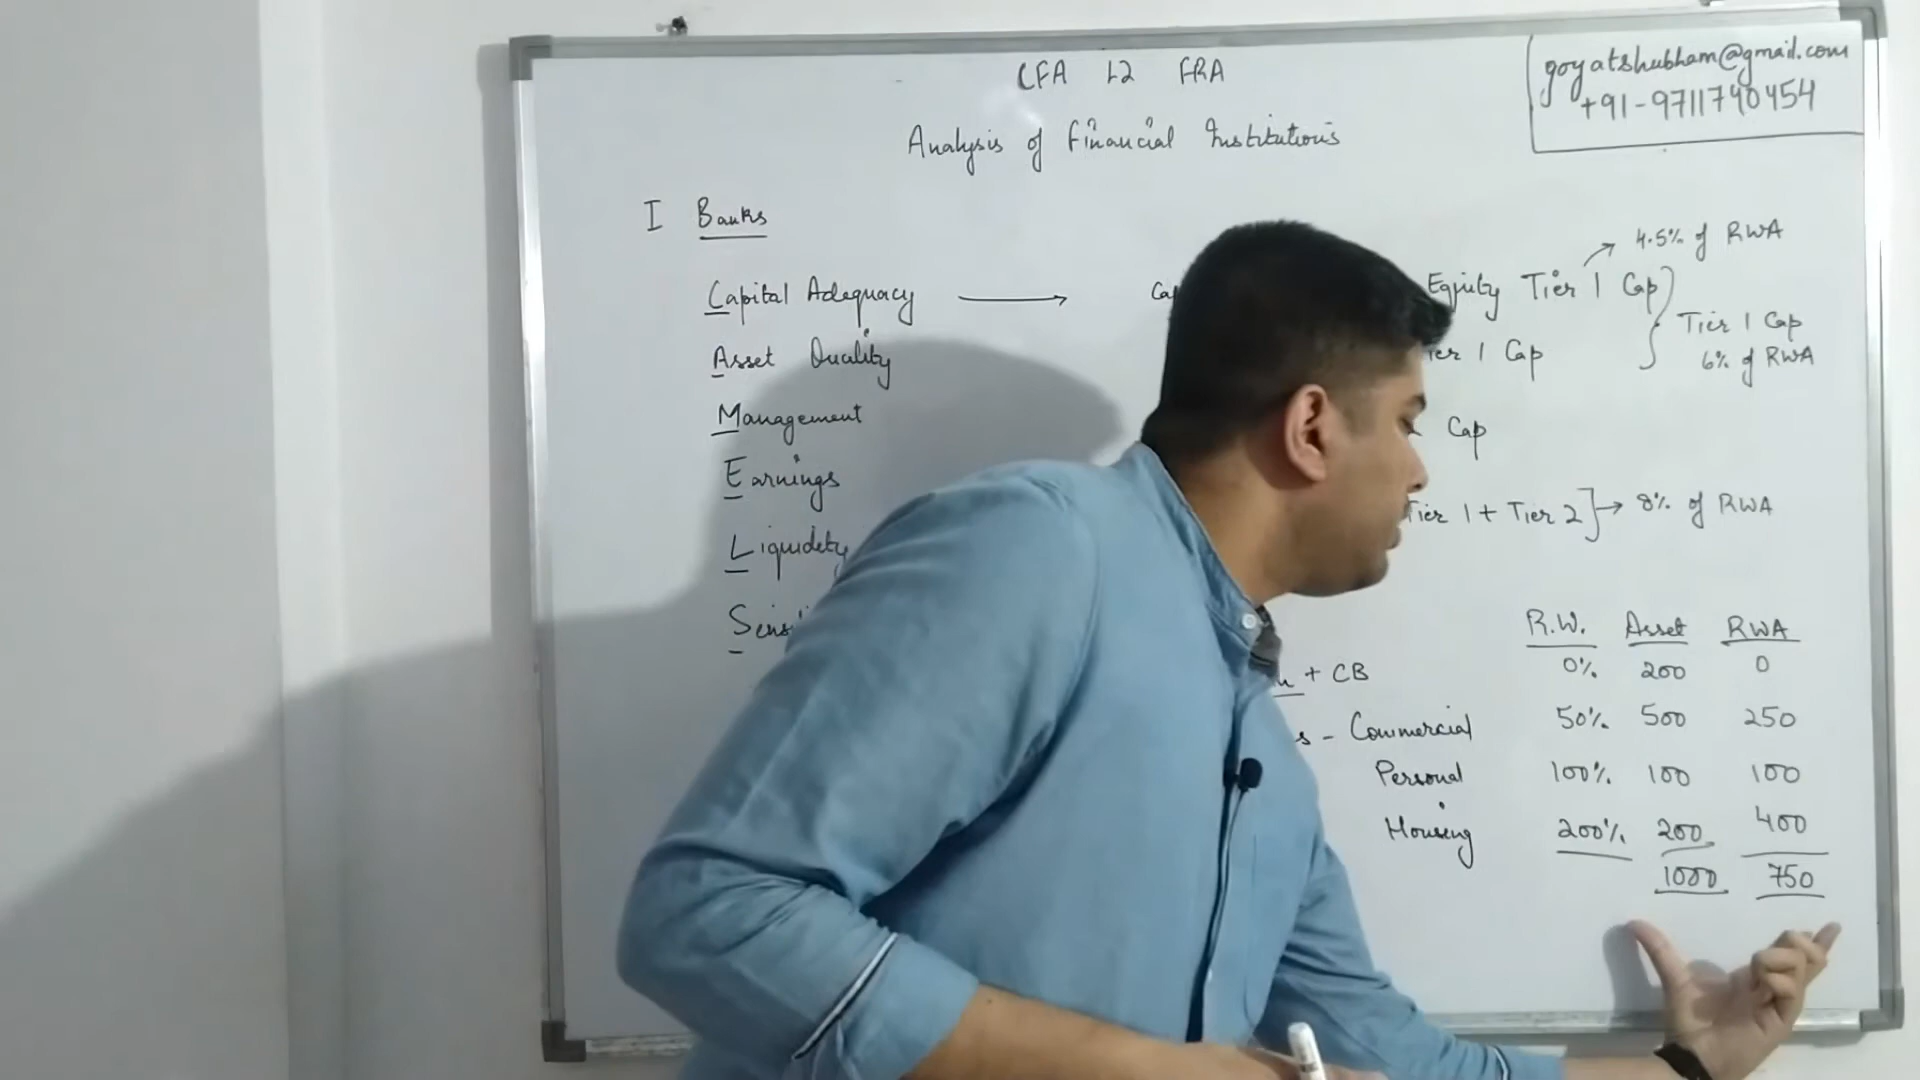 CFA L2 FRA
goyatshubham@gmail.com
+91-9711740454
Analysis of Financial Institutions
I Banks
4.5% of RWA
Capital Adequacy
Equity Tier 1 Cap
Tier 1 Cap
6% of RWA
Asset Quality
1 Cap
Management
Cap
Earnings
Tier 1 + Tier 2 → 8% of RWA
Liquidity
R.W. Asset RWA
+ CB 0% 200 0
- Commercial 50% 500 250
Personal 100% 100 100
Housing 200% 200 400
1000 750